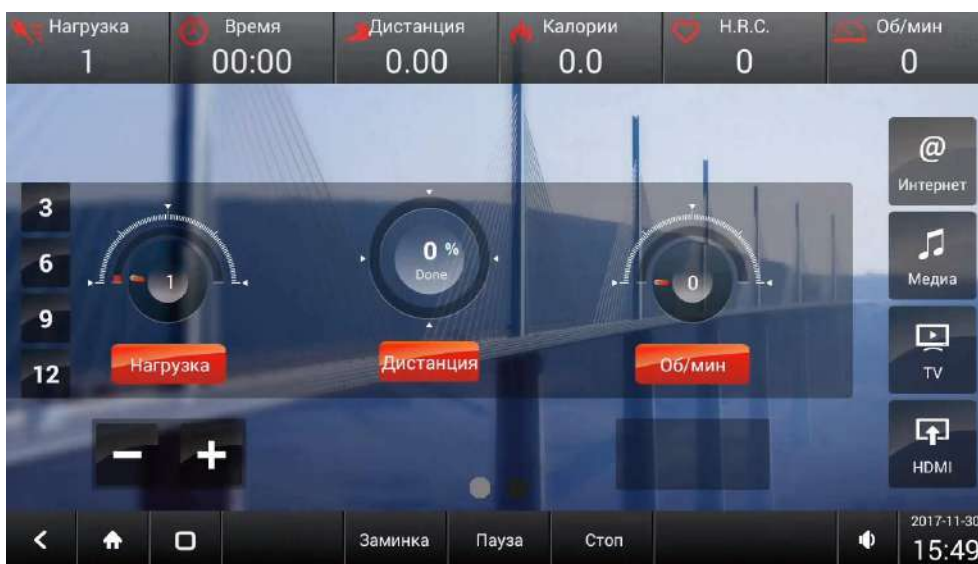 Нагрузка
1
Время
00:00
Дистанция
0.00
Калории
0.0
H.R.C.
0
Об/мин
0
@
Интернет
3
6
9
12
1
Нагрузка
0 %
Done
Дистанция
0
Об/мин
Медиа
TV
HDMI
− +
Заминка
Пауза
Стоп
2017-11-30
15:49